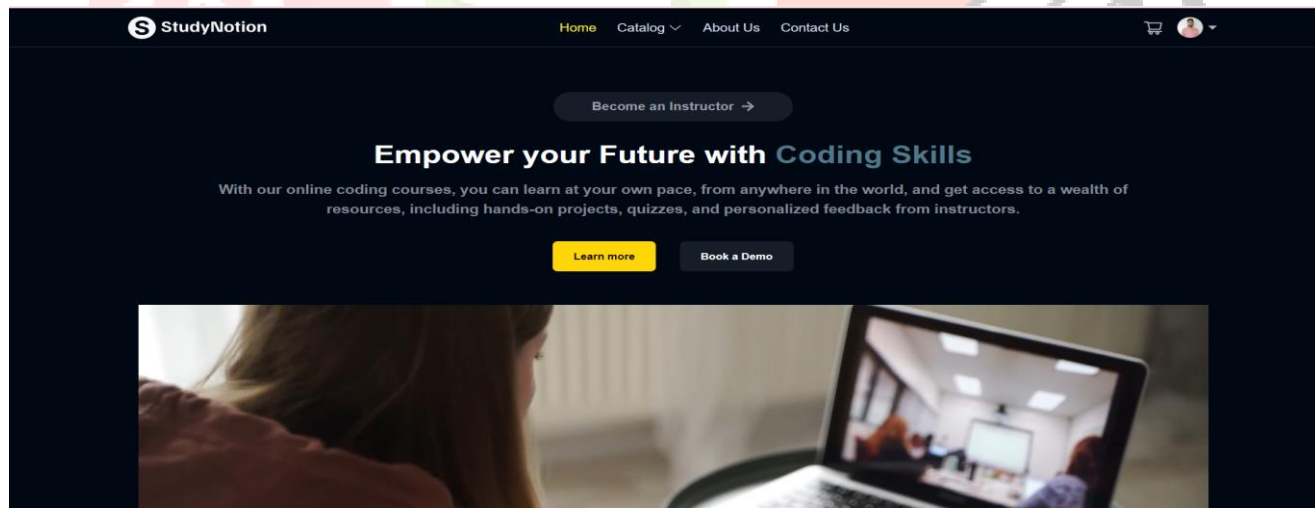 StudyNotion
Home Catalog About Us Contact Us
Become an Instructor →
Empower your Future with Coding Skills
With our online coding courses, you can learn at your own pace, from anywhere in the world, and get access to a wealth of
resources, including hands-on projects, quizzes, and personalized feedback from instructors.
Learn more Book a Demo